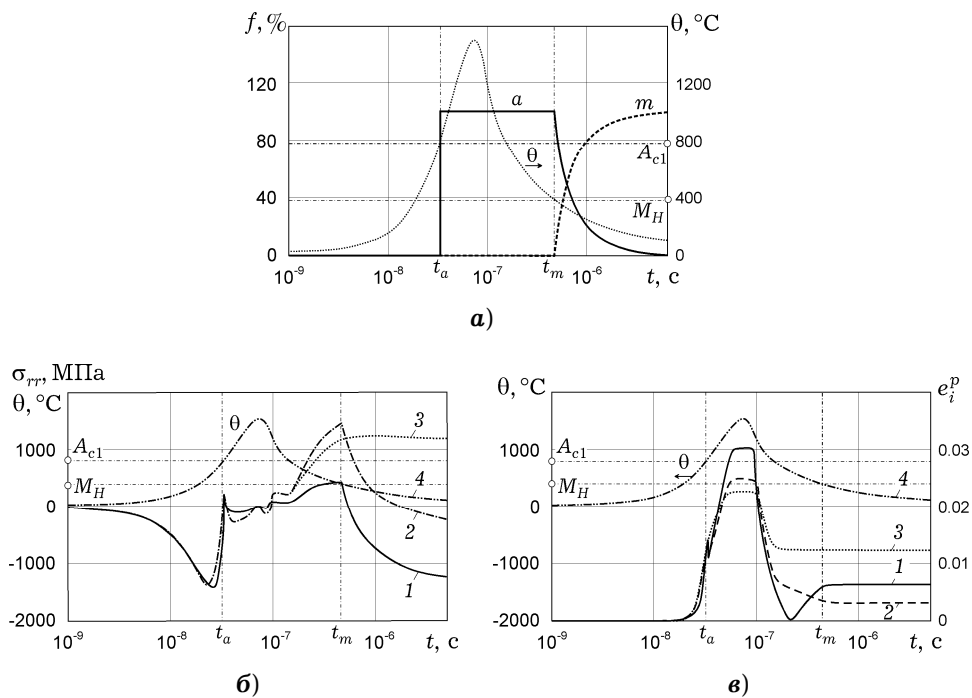 f, % θ, °C
120 1200
a m
80 800
A_c1
θ
40 400
M_H
0 0
10⁻⁹ 10⁻⁸ t_a 10⁻⁷ t_m 10⁻⁶ t, с
а)
σ_rr, МПа
θ, °C
θ 3
1000
A_c1
M_H 4
0
2
-1000
1
-2000
10⁻⁹ 10⁻⁸ t_a 10⁻⁷ t_m 10⁻⁶ t, с
б)
θ, °C e_i^p
1000 0.03
A_c1
θ
M_H 4
0 0.02
3
-1000 0.01
1
2
-2000 0
10⁻⁹ 10⁻⁸ t_a 10⁻⁷ t_m 10⁻⁶ t, с
в)